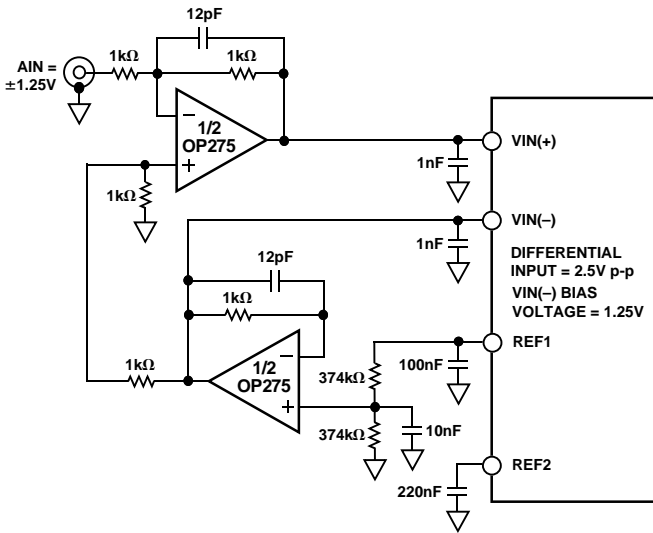 12pF
AIN =
±1.25V
1kΩ
1kΩ
–
1/2
OP275
+
1kΩ
VIN(+)
1nF
VIN(–)
1nF
12pF
1kΩ
DIFFERENTIAL
INPUT = 2.5V p-p
VIN(–) BIAS
VOLTAGE = 1.25V
1kΩ
–
1/2
OP275
+
374kΩ
REF1
100nF
374kΩ
10nF
REF2
220nF